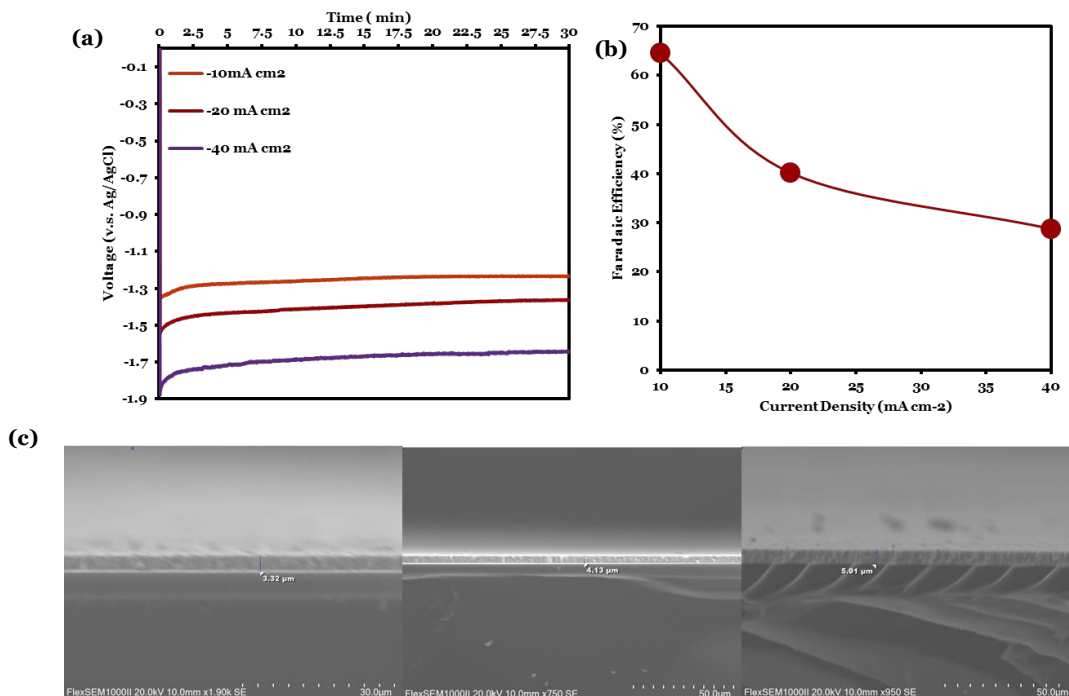 (a)
Time ( min)
0 2.5 5 7.5 10 12.5 15 17.5 20 22.5 25 27.5 30
Voltage (v.s. Ag/AgCl)
-0.1
-0.3
-0.5
-0.7
-0.9
-1.1
-1.3
-1.5
-1.7
-1.9
-10mA cm2
-20 mA cm2
-40 mA cm2
(b)
Faradaic Efficiency (%)
70
60
50
40
30
20
10
0
10 15 20 25 30 35 40
Current Density (mA cm-2)
(c)
3.32 µm
FlexSEM1000II 20.0kV 10.0mm x1.90k SE
30.0µm
4.13 µm
FlexSEM1000II 20.0kV 10.0mm x750 SE
50.0µm
5.91 µm
FlexSEM1000II 20.0kV 10.0mm x950 SE
50.0µm